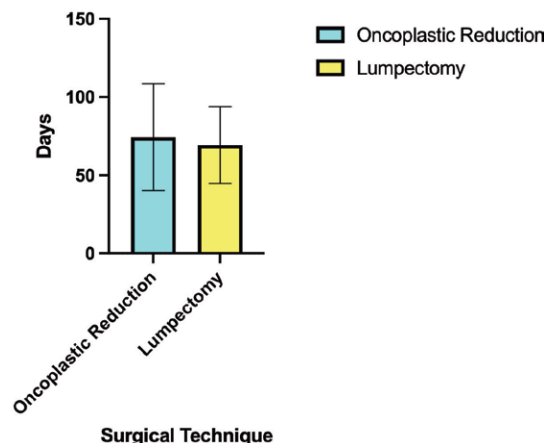 150
100
50
0
Days
Oncoplastic Reduction
Lumpectomy
Surgical Technique
Oncoplastic Reduction
Lumpectomy